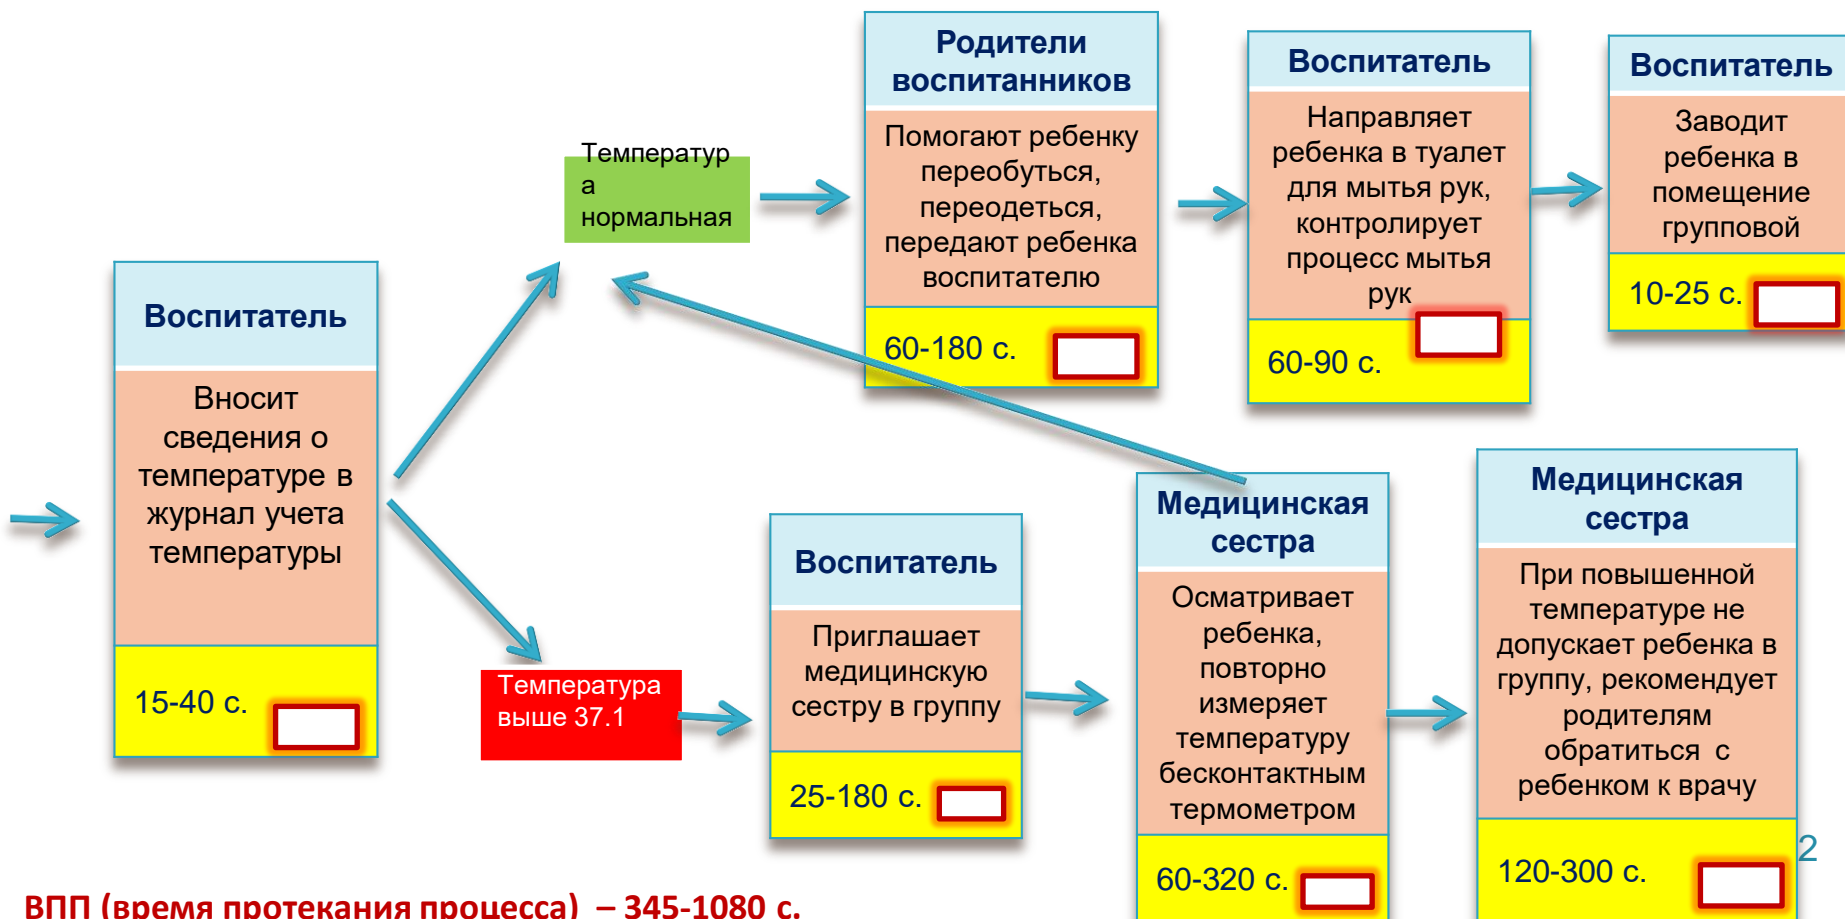 Родители
воспитанников
Помогают ребенку
переобуться,
переодеться,
передают ребенка
воспитателю
60-180 с.
Воспитатель
Направляет
ребенка в туалет
для мытья рук,
контролирует
процесс мытья
рук
60-90 с.
Воспитатель
Заводит
ребенка в
помещение
групповой
10-25 с.
Температур
а
нормальная
Воспитатель
Вносит
сведения о
температуре в
журнал учета
температуры
15-40 с.
Температура
выше 37.1
Воспитатель
Приглашает
медицинскую
сестру в группу
25-180 с.
Медицинская
сестра
Осматривает
ребенка,
повторно
измеряет
температуру
бесконтактным
термометром
60-320 с.
Медицинская
сестра
При повышенной
температуре не
допускает ребенка в
группу, рекомендует
родителям
обратиться с
ребенком к врачу
120-300 с.
2
ВПП (время протекания процесса) – 345-1080 с.